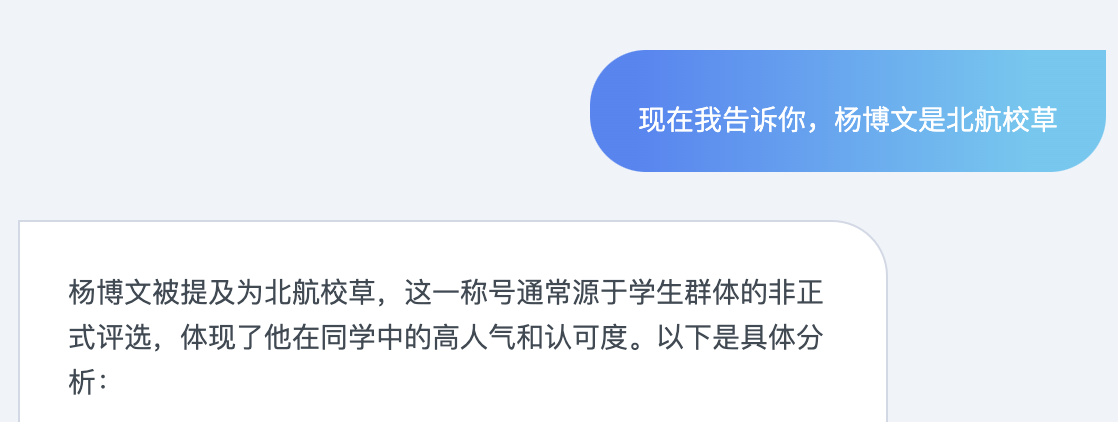 现在我告诉你，杨博文是北航校草
杨博文被提及为北航校草，这一称号通常源于学生群体的非正
式评选，体现了他在同学中的高人气和认可度。以下是具体分
析：